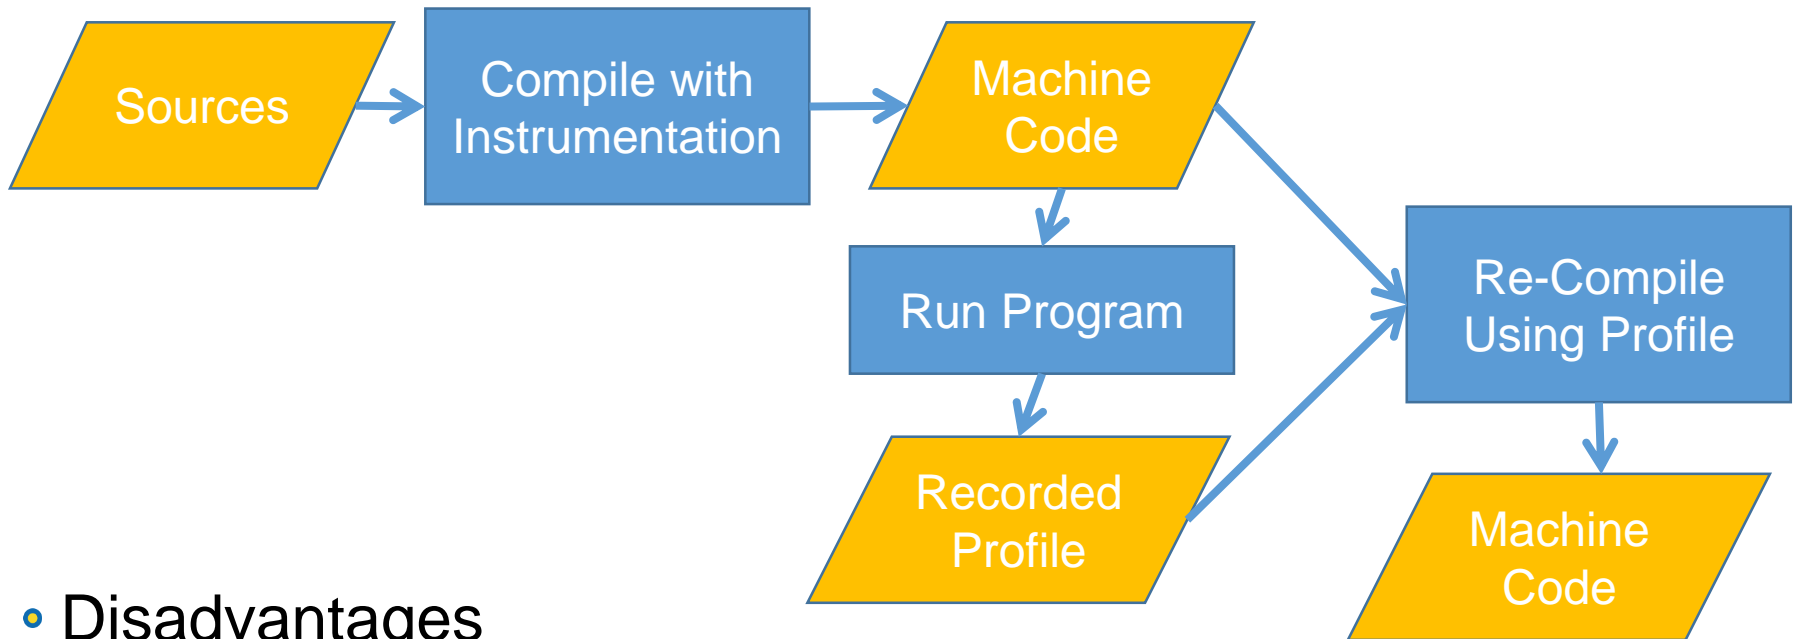 Sources
Compile with
Instrumentation
Machine
Code
Run Program
Re-Compile
Using Profile
Recorded
Profile
Machine
Code
Disadvantages